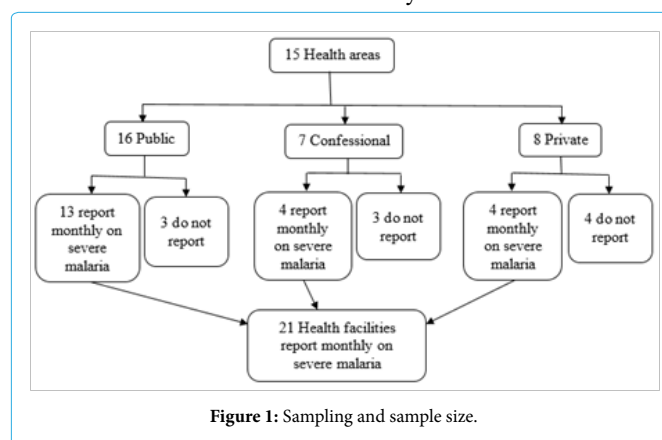 15 Health areas
16 Public
7 Confessional
8 Private
13 report
monthly on
severe
malaria
3 do not
report
4 report
monthly on
severe
malaria
3 do not
report
4 report
monthly on
severe
malaria
4 do not
report
21 Health facilities
report monthly on
severe malaria
Figure 1: Sampling and sample size.